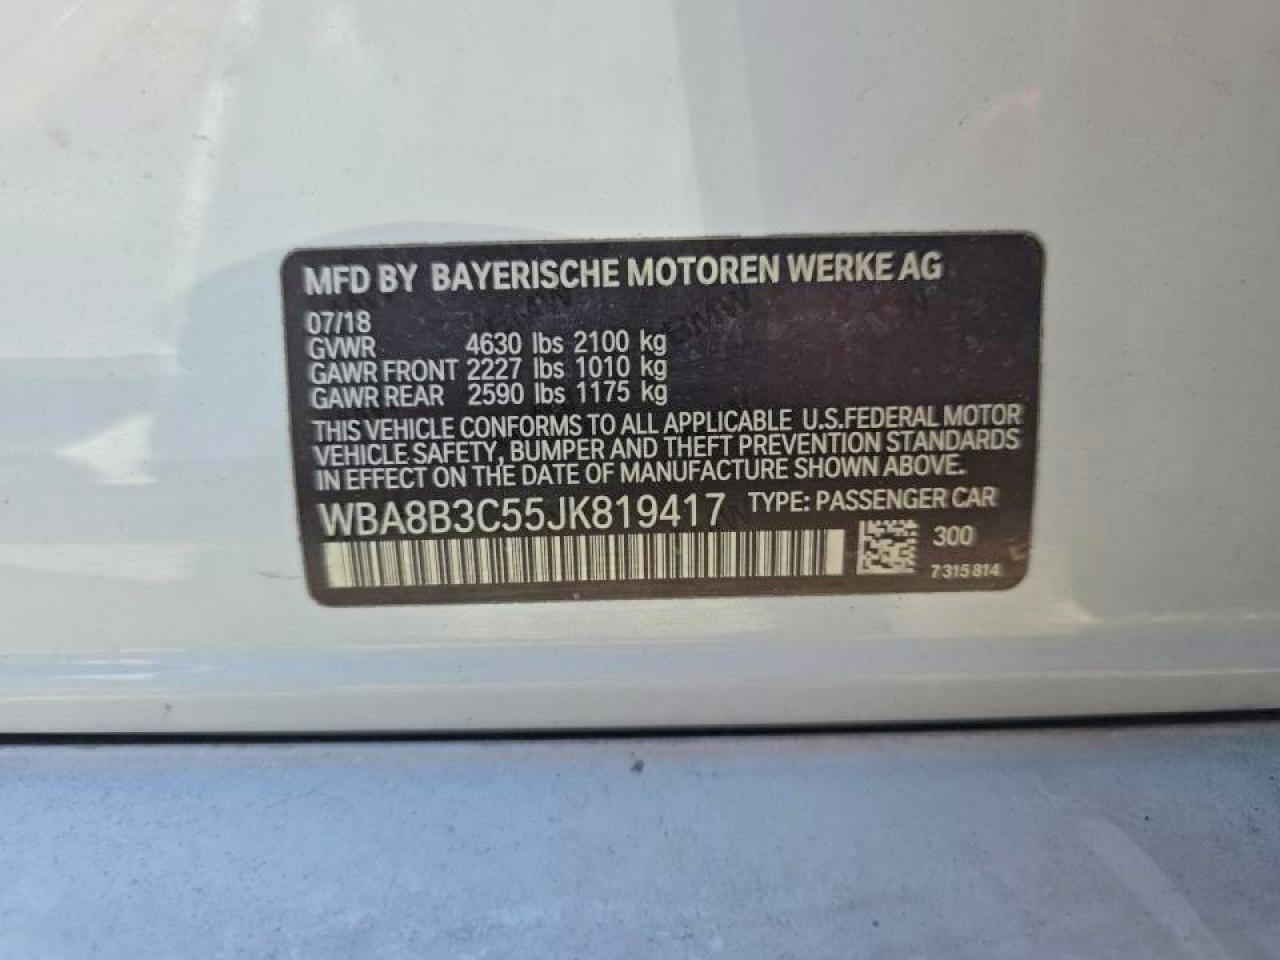 MFD BY BAYERISCHE MOTOREN WERKE AG
07/18
GVWR 4630 lbs 2100 kg
GAWR FRONT 2227 lbs 1010 kg
GAWR REAR 2590 lbs 1175 kg
THIS VEHICLE CONFORMS TO ALL APPLICABLE U.S.FEDERAL MOTOR
VEHICLE SAFETY, BUMPER AND THEFT PREVENTION STANDARDS
IN EFFECT ON THE DATE OF MANUFACTURE SHOWN ABOVE.
WBA8B3C55JK819417 TYPE: PASSENGER CAR
300
7315814